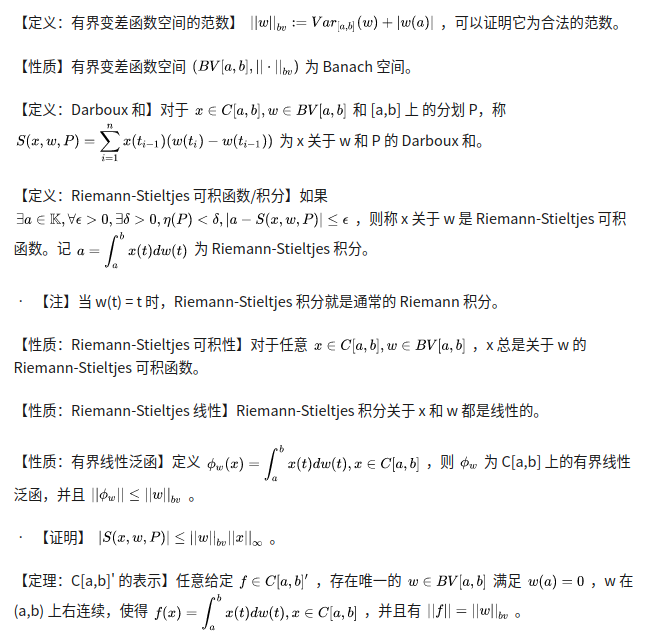 【定义：有界变差函数空间的范数】 $||w||_{bv} := Var_{[a,b]}(w) + |w(a)|$ ，可以证明它为合法的范数。
【性质】有界变差函数空间 $(BV[a,b], ||\cdot||_{bv})$ 为 Banach 空间。
【定义：Darboux 和】对于 $x \in C[a,b], w \in BV[a,b]$ 和 [a,b] 上 的分划 P，称
$S(x,w,P) = \sum_{i=1}^{n} x(t_{i-1})(w(t_i) - w(t_{i-1}))$ 为 x 关于 w 和 P 的 Darboux 和。
【定义：Riemann-Stieltjes 可积函数/积分】如果
$\exists a \in \mathbb{K}, \forall \epsilon > 0, \exists \delta > 0, \eta(P) < \delta, |a - S(x,w,P)| \leq \epsilon$ ，则称 x 关于 w 是 Riemann-Stieltjes 可积
函数。记 $a = \int_a^b x(t)dw(t)$ 为 Riemann-Stieltjes 积分。
· 【注】当 w(t) = t 时，Riemann-Stieltjes 积分就是通常的 Riemann 积分。
【性质：Riemann-Stieltjes 可积性】对于任意 $x \in C[a,b], w \in BV[a,b]$ ，x 总是关于 w 的
Riemann-Stieltjes 可积函数。
【性质：Riemann-Stieltjes 线性】Riemann-Stieltjes 积分关于 x 和 w 都是线性的。
【性质：有界线性泛函】定义 $\phi_w(x) = \int_a^b x(t)dw(t), x \in C[a,b]$ ，则 $\phi_w$ 为 C[a,b] 上的有界线性
泛函，并且 $||\phi_w|| \leq ||w||_{bv}$ 。
· 【证明】 $|S(x,w,P)| \leq ||w||_{bv}||x||_\infty$ 。
【定理：C[a,b]' 的表示】任意给定 $f \in C[a,b]'$ ，存在唯一的 $w \in BV[a,b]$ 满足 $w(a) = 0$ ，w 在
(a,b) 上右连续，使得 $f(x) = \int_a^b x(t)dw(t), x \in C[a,b]$ ，并且有 $||f|| = ||w||_{bv}$ 。